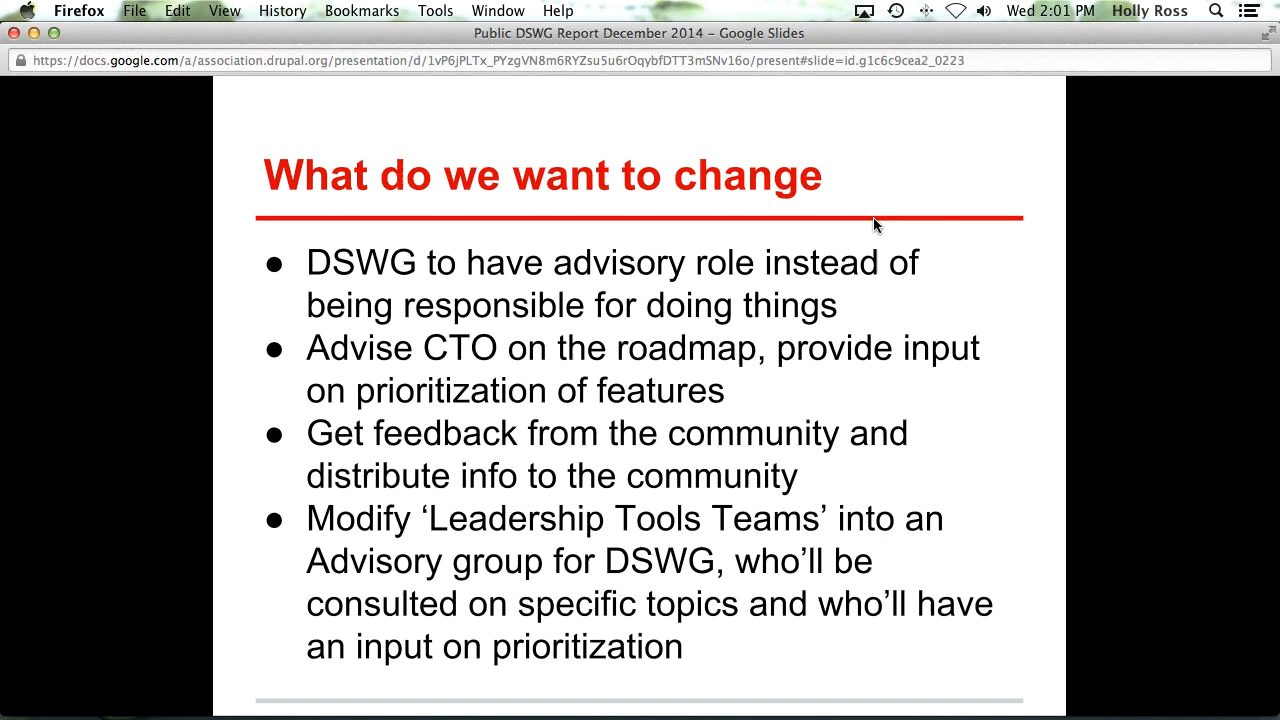 Firefox File Edit View History Bookmarks Tools Window Help Wed 2:01 PM Holly Ross
Public DSWG Report December 2014 – Google Slides
https://docs.google.com/a/association.drupal.org/presentation/d/1vP6jPLTx_PYzgVN8m6RYZsu5u6rOqybfDTT3mSNv16o/present#slide=id.g1c6c9cea2_0223
What do we want to change
● DSWG to have advisory role instead of
being responsible for doing things
● Advise CTO on the roadmap, provide input
on prioritization of features
● Get feedback from the community and
distribute info to the community
● Modify ‘Leadership Tools Teams’ into an
Advisory group for DSWG, who’ll be
consulted on specific topics and who’ll have
an input on prioritization